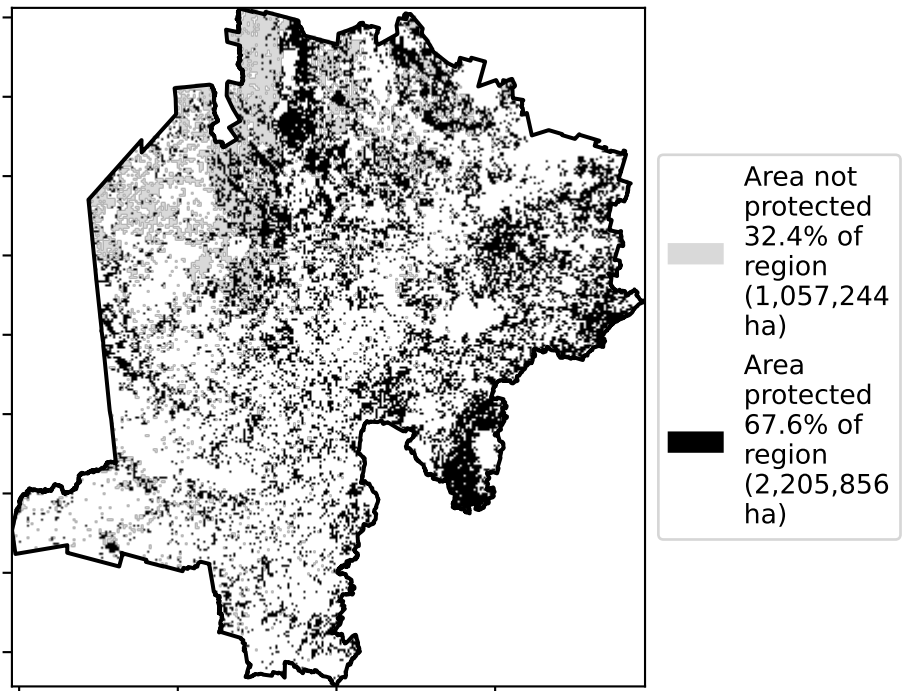 Area not
protected
32.4% of
region
(1,057,244
ha)
Area
protected
67.6% of
region
(2,205,856
ha)